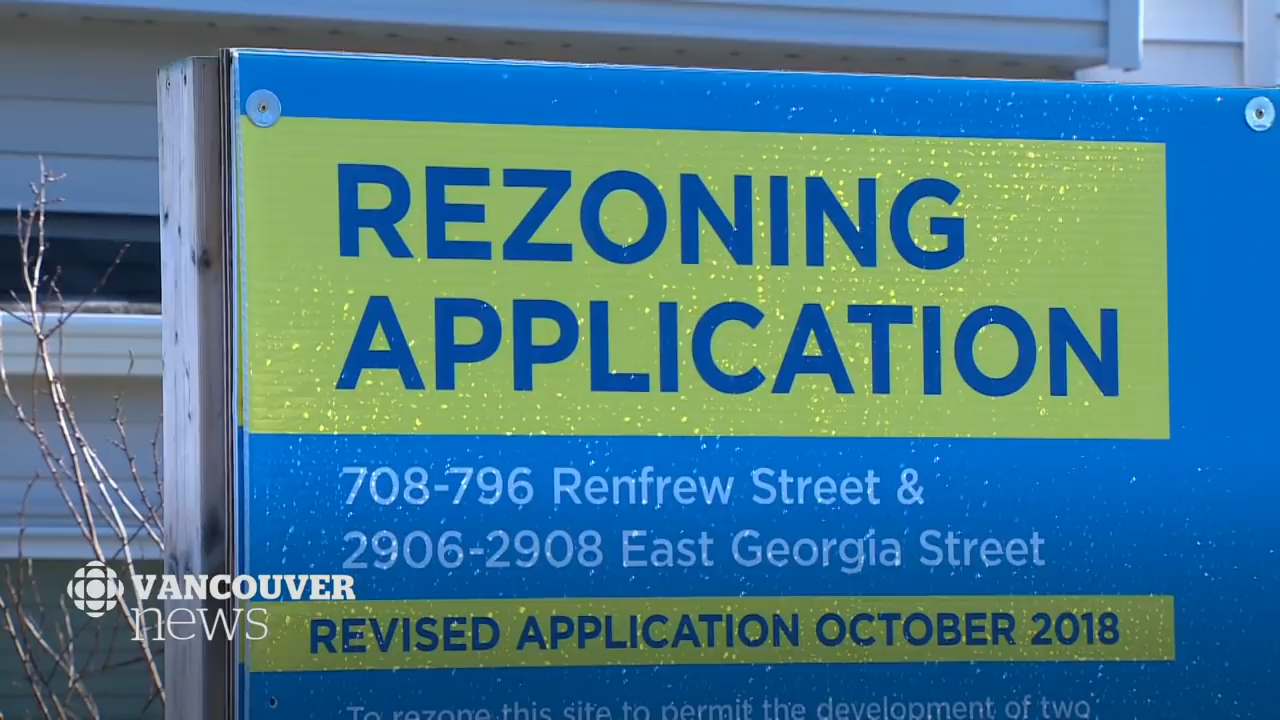 REZONING
APPLICATION
708-796 Renfrew Street &
2906-2908 East Georgia Street
REVISED APPLICATION OCTOBER 2018
To rezone this site to permit the development of two
VANCOUVER
news